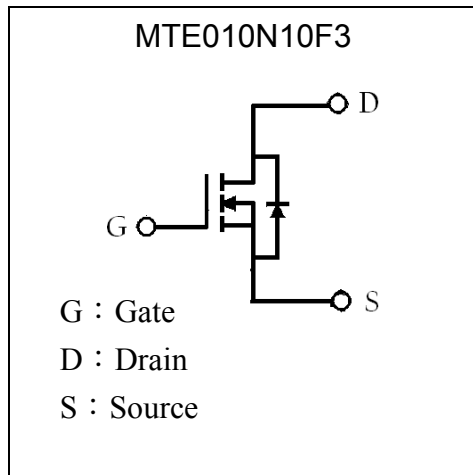 MTE010N10F3
D
G
S
G：Gate
D：Drain
S：Source